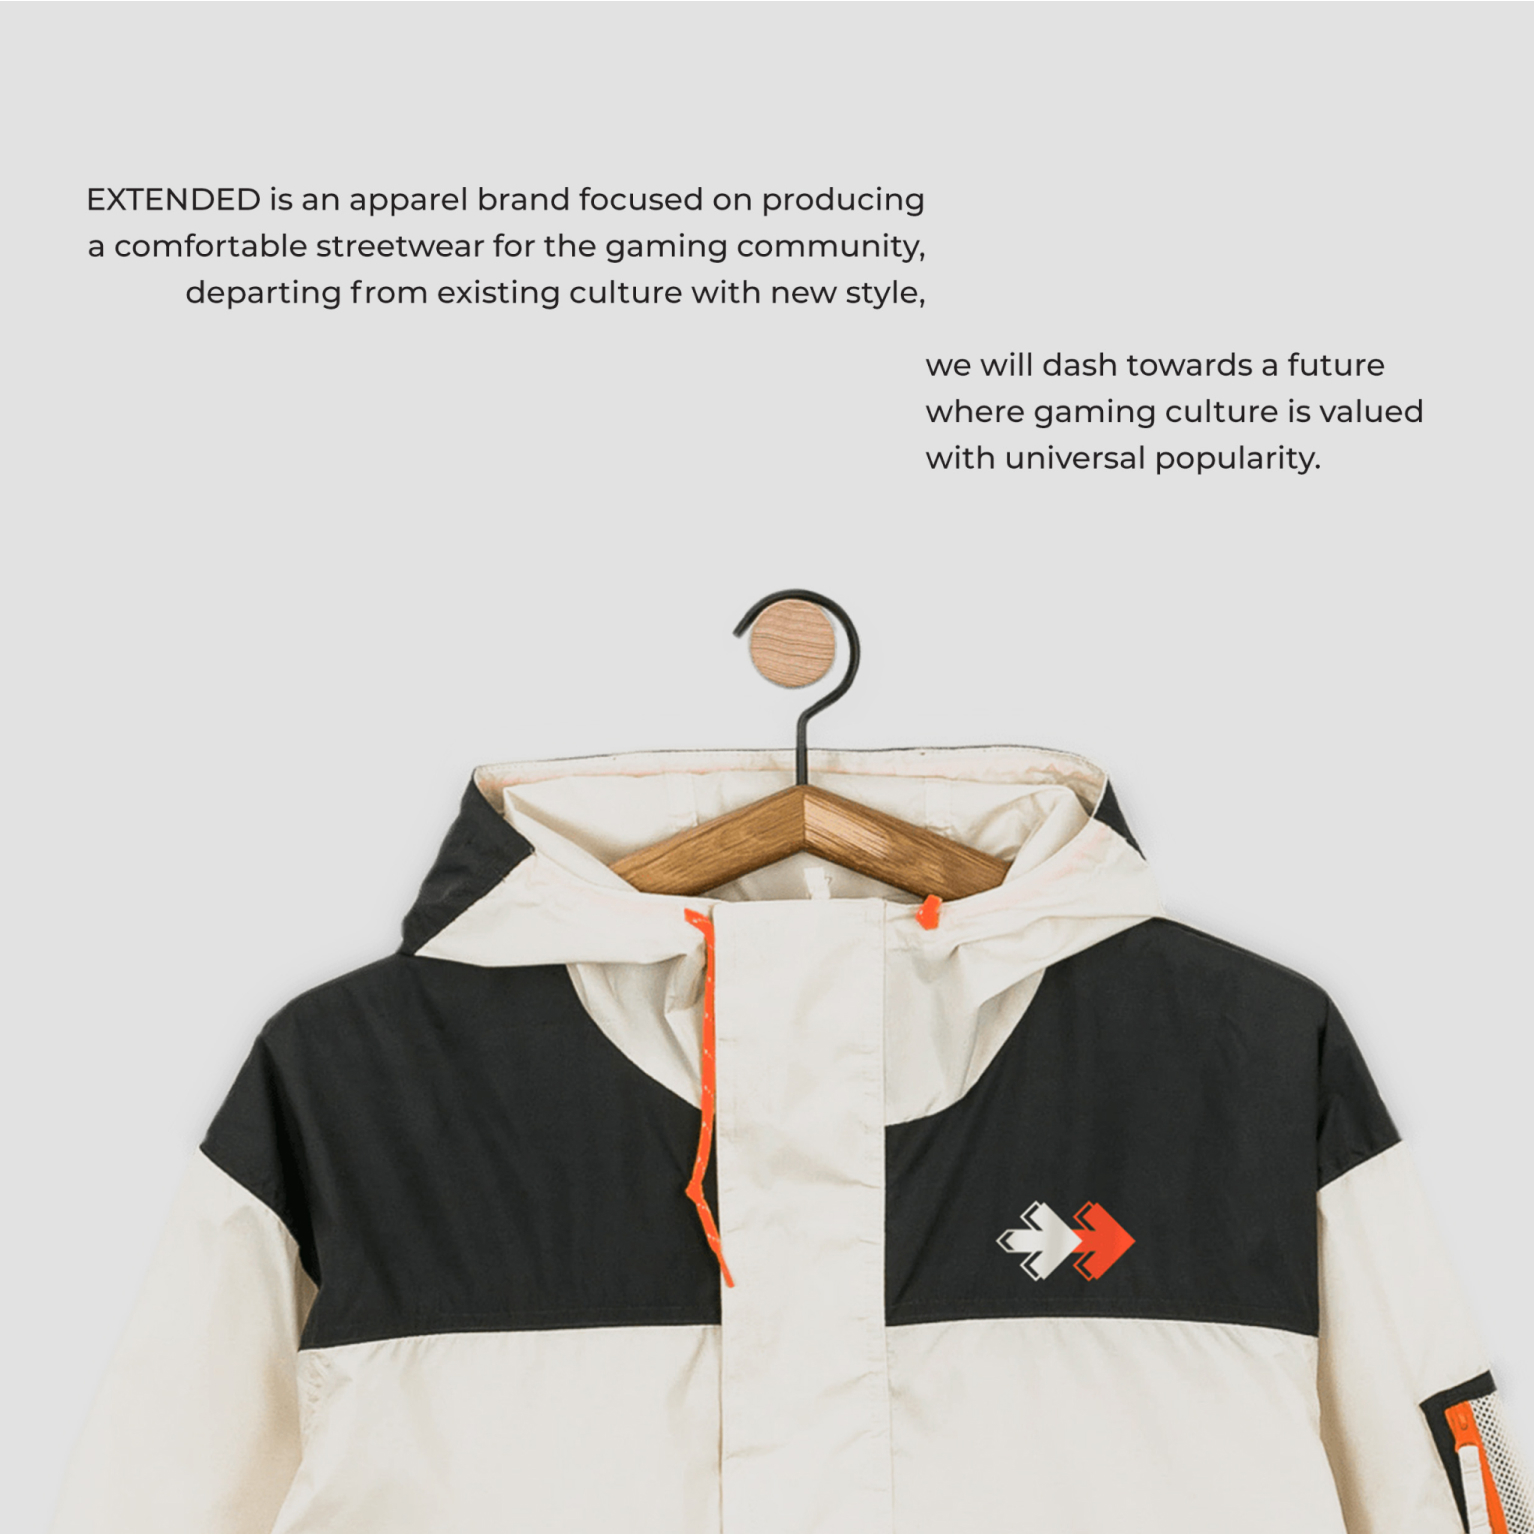 EXTENDED is an apparel brand focused on producing
a comfortable streetwear for the gaming community,
departing from existing culture with new style,
we will dash towards a future
where gaming culture is valued
with universal popularity.